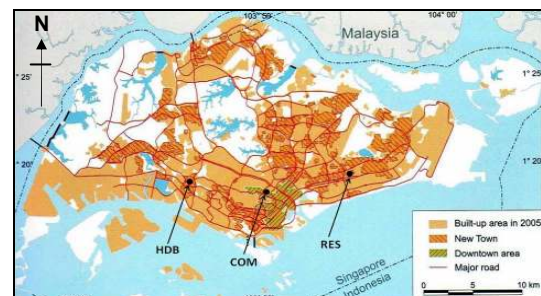 N
103° 50'
104° 00'
Malaysia
1° 25'
1° 25'
1° 20'
1° 20'
HDB
COM
RES
Singapore
Indonesia
Built-up area in 2005
New Town
Downtown area
Major road
0 5 10 km